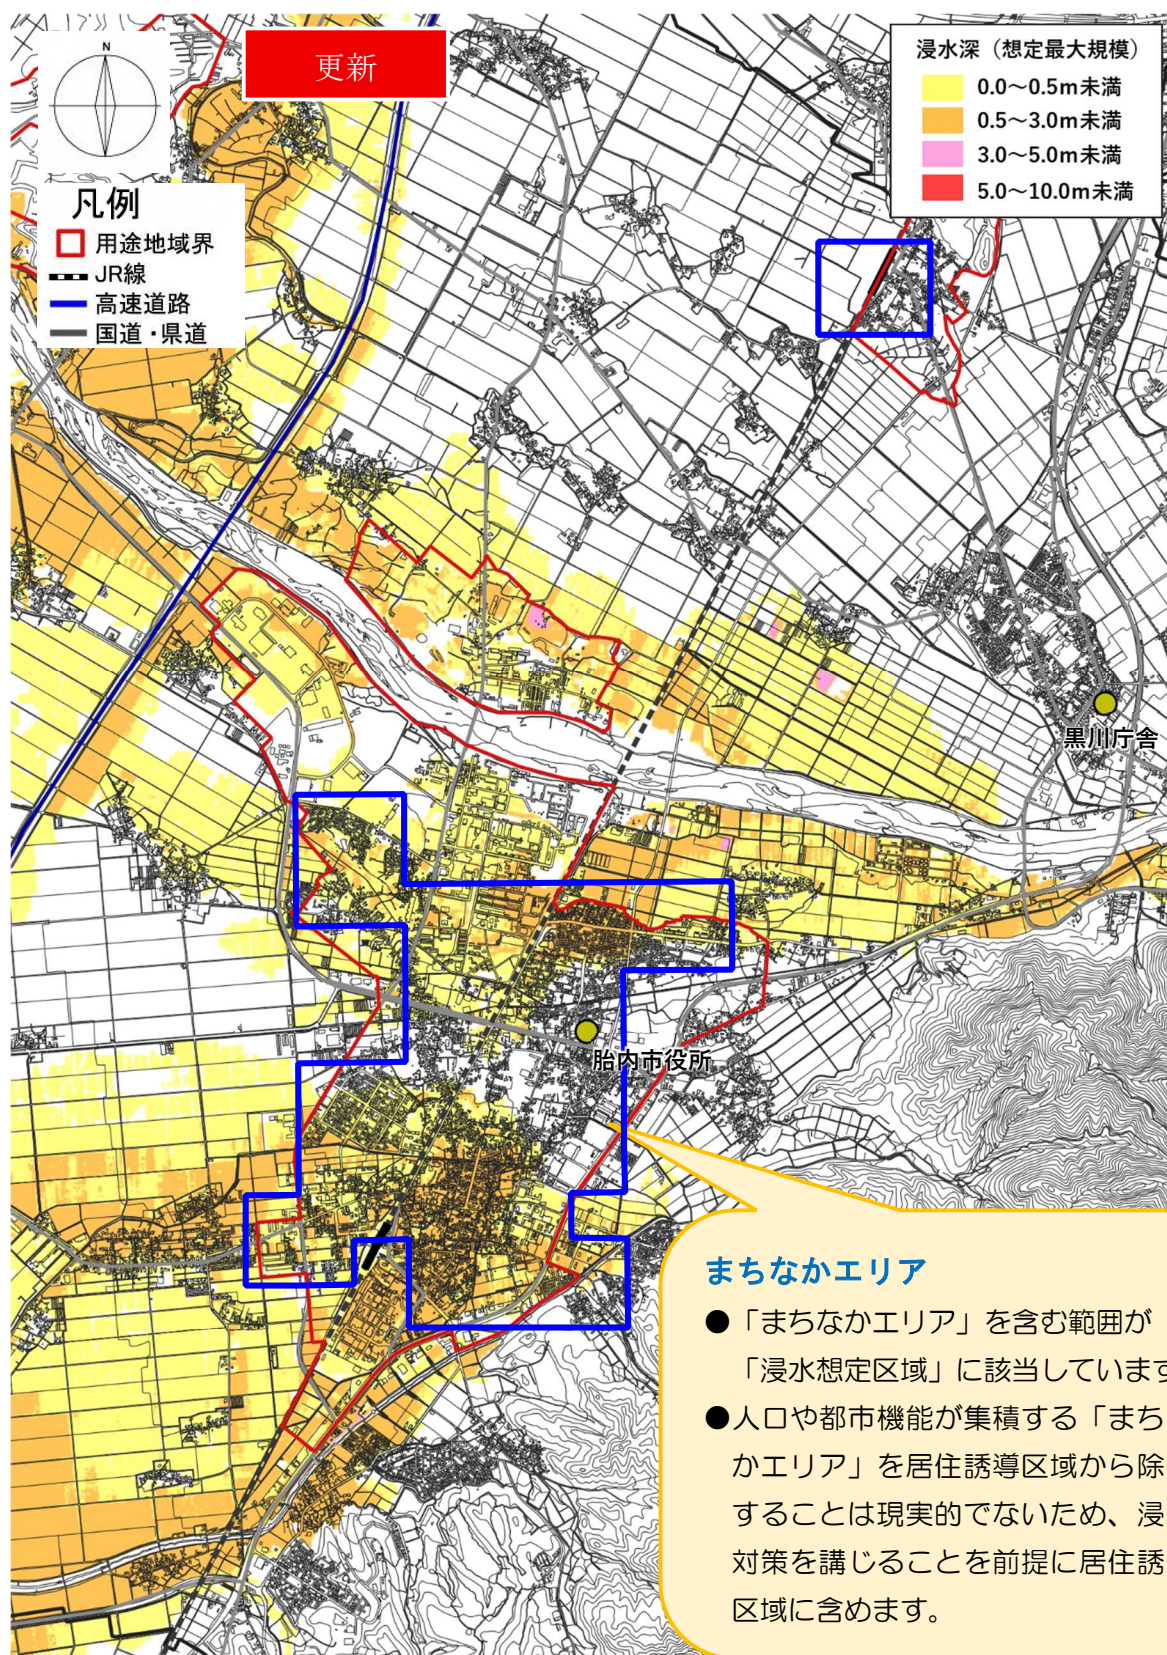 N
更新
浸水深（想定最大規模）
0.0～0.5m未満
0.5～3.0m未満
3.0～5.0m未満
5.0～10.0m未満
凡例
用途地域界
JR線
高速道路
国道・県道
黒川庁舎
胎内市役所
まちなかエリア
●「まちなかエリア」を含む範囲が
「浸水想定区域」に該当しています
●人口や都市機能が集積する「まち
かエリア」を居住誘導区域から除
することは現実的でないため、浸
対策を講じることを前提に居住誘
区域に含めます。